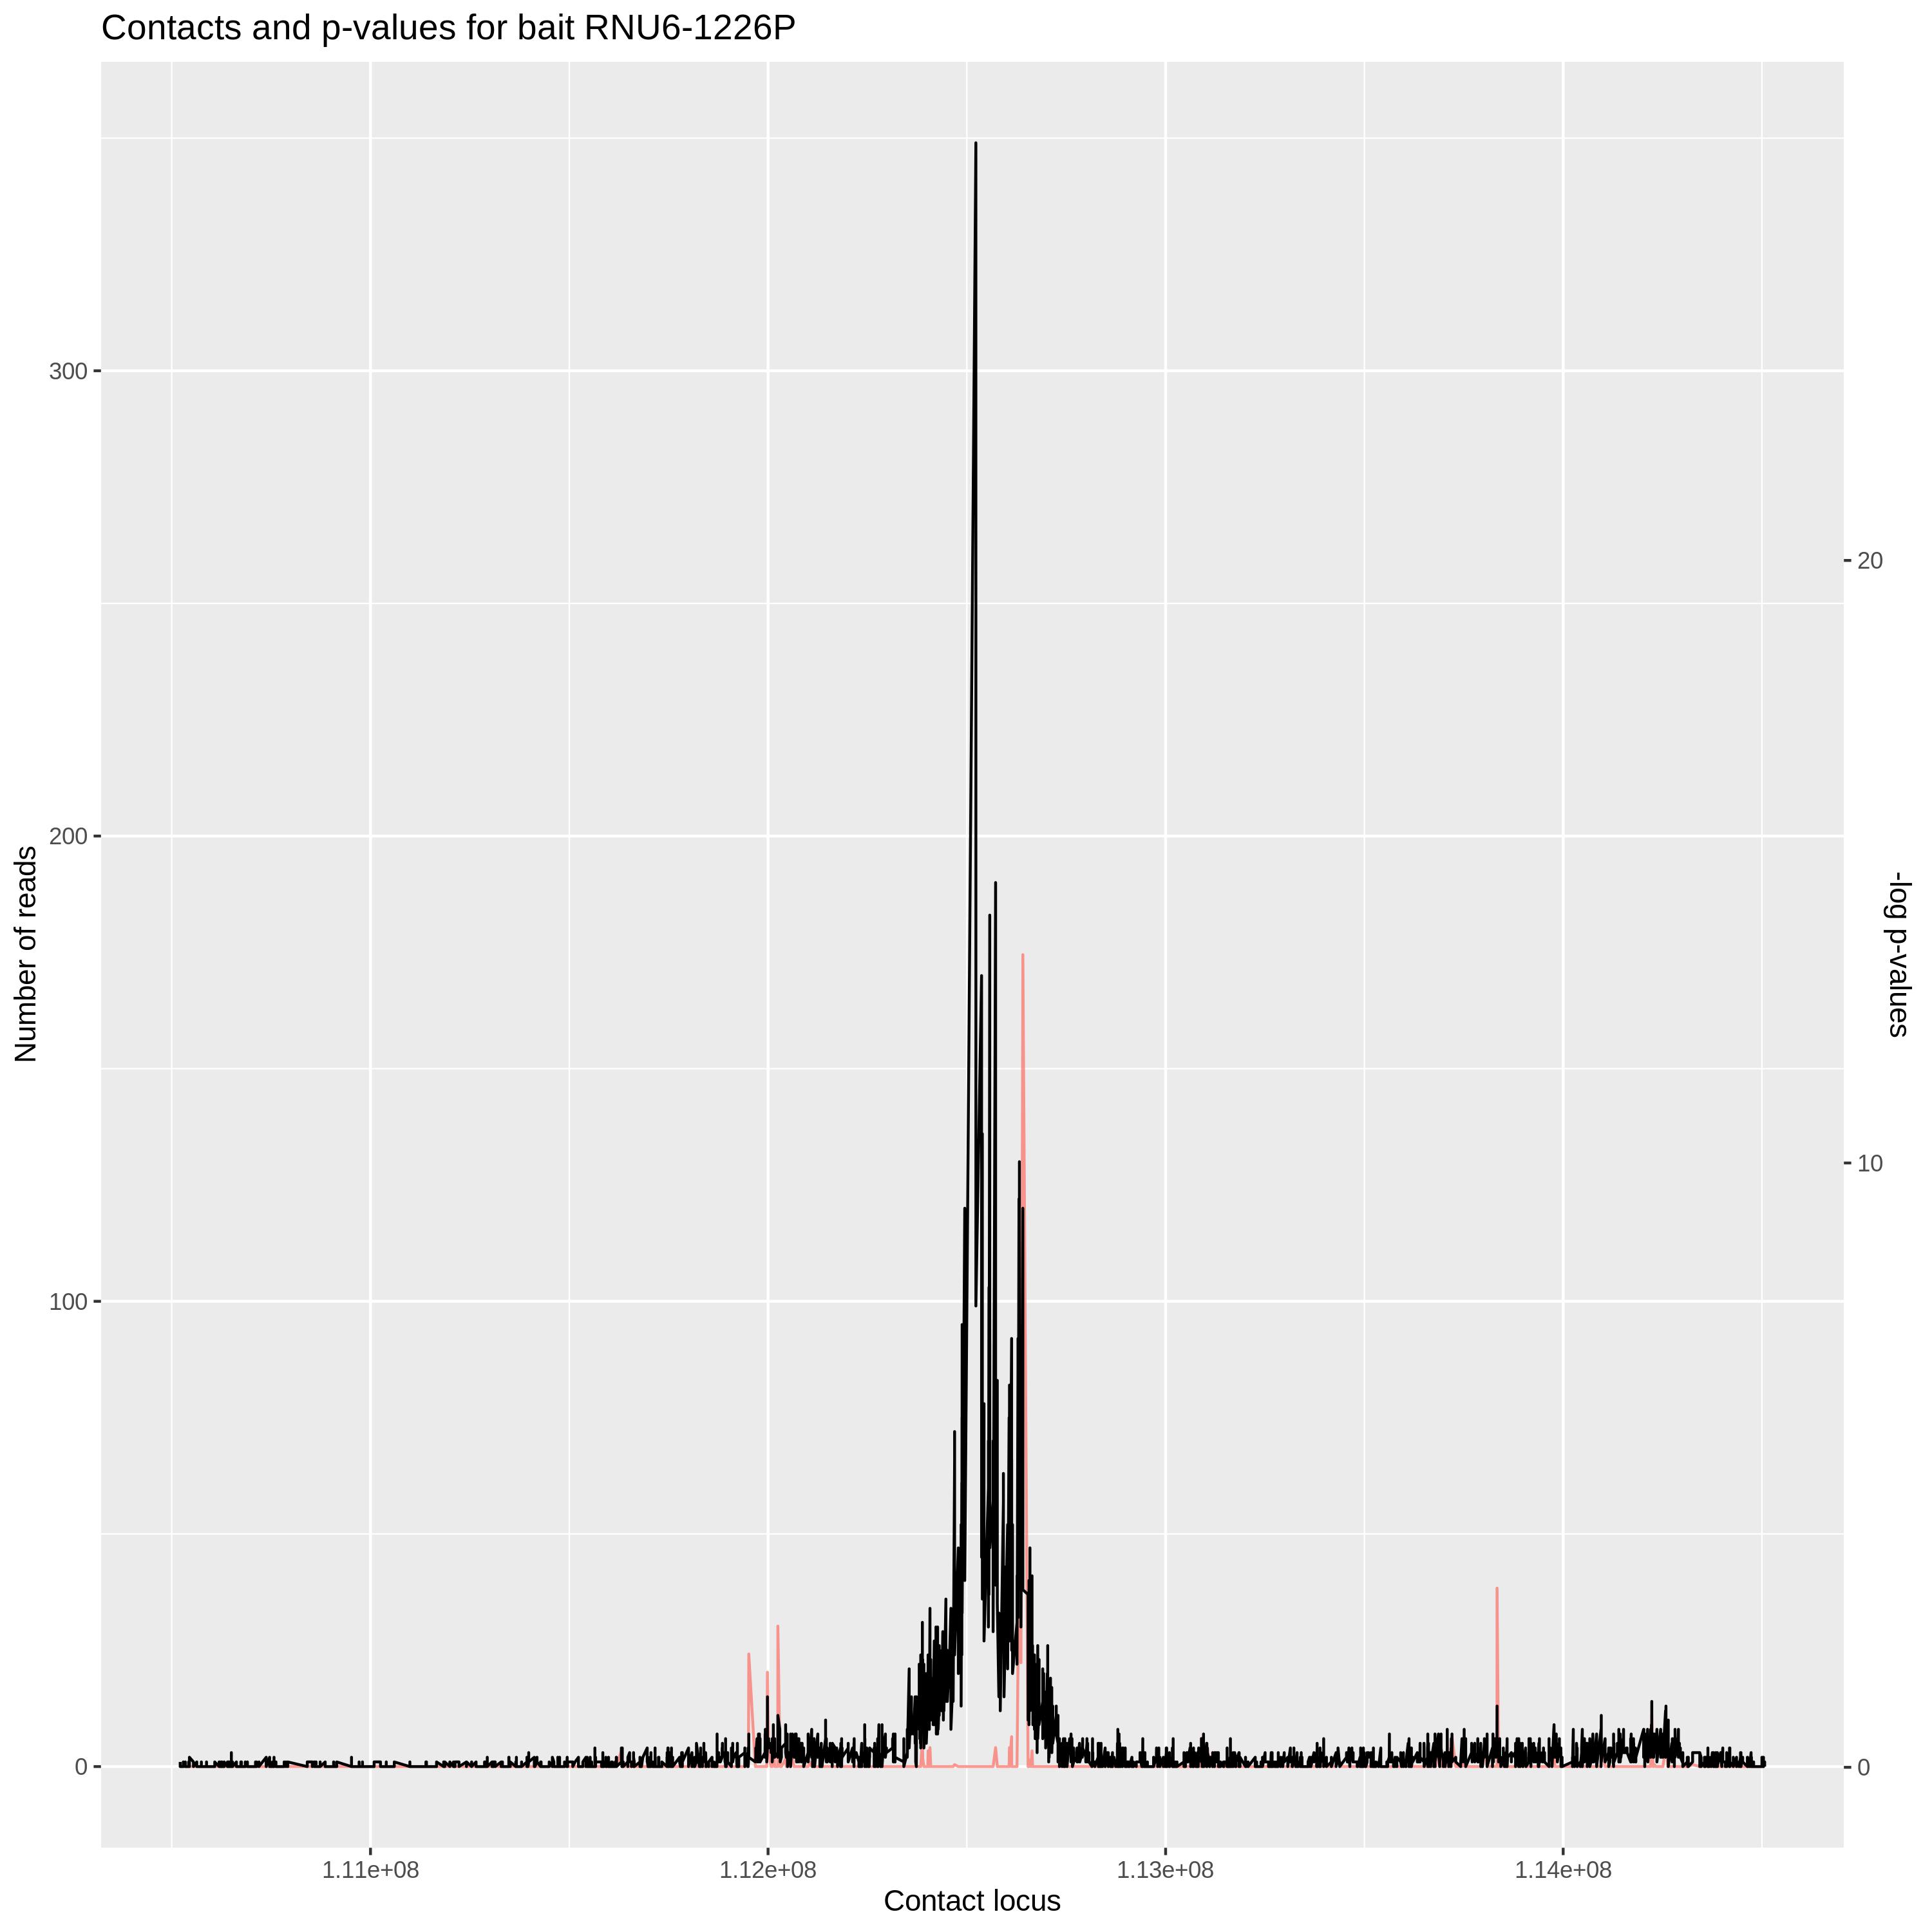 Contacts and p-values for bait RNU6-1226P
Number of reads
300
200
100
0
20
10
0
-log p-values
1.11e+08
1.12e+08
1.13e+08
1.14e+08
Contact locus